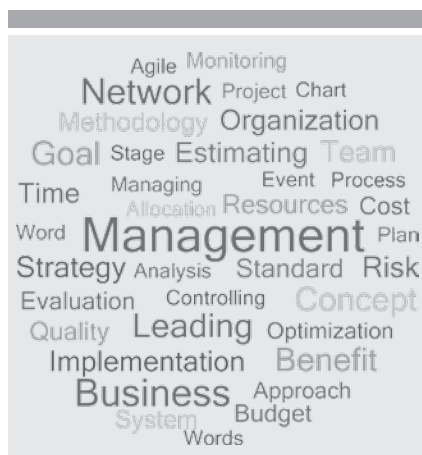 Agile Monitoring
Network Project Chart
Methodology Organization
Goal Stage Estimating Team
Time Managing Event Process
Allocation Resources Cost
Word Management Plan
Strategy Analysis Standard Risk
Evaluation Controlling Concept
Quality Leading Optimization
Implementation Benefit
Business Approach
System Budget
Words